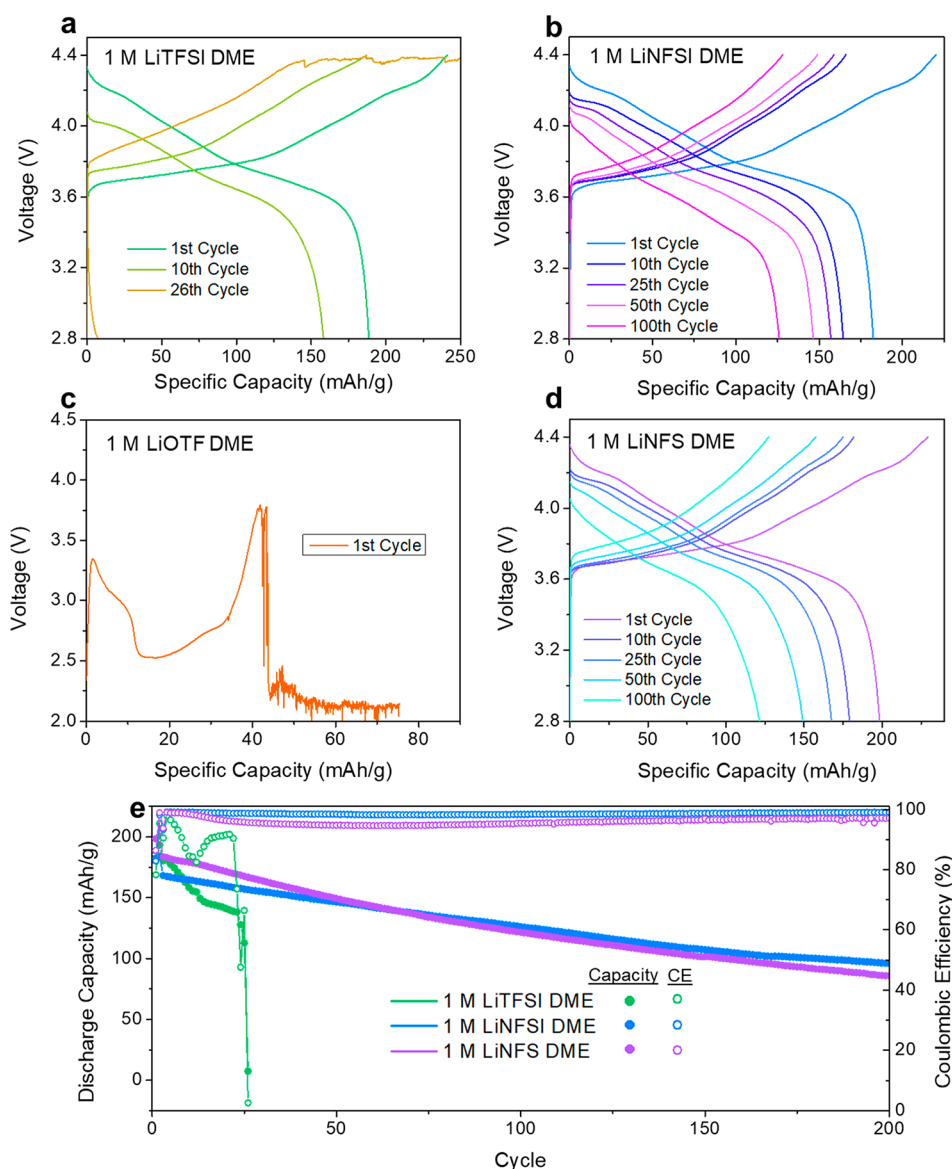 a
1 M LiTFSI DME
4.4
4.0
3.6
3.2
2.8
Voltage (V)
1st Cycle
10th Cycle
26th Cycle
0 50 100 150 200 250
Specific Capacity (mAh/g)
b
1 M LiNFSI DME
4.4
4.0
3.6
3.2
2.8
Voltage (V)
1st Cycle
10th Cycle
25th Cycle
50th Cycle
100th Cycle
0 50 100 150 200
Specific Capacity (mAh/g)
c
1 M LiOTF DME
4.5
4.0
3.5
3.0
2.5
2.0
Voltage (V)
1st Cycle
0 20 40 60 80
Specific Capacity (mAh/g)
d
1 M LiNFS DME
4.4
4.0
3.6
3.2
2.8
Voltage (V)
1st Cycle
10th Cycle
25th Cycle
50th Cycle
100th Cycle
0 50 100 150 200
Specific Capacity (mAh/g)
e
200
150
100
50
0
Discharge Capacity (mAh/g)
100
80
60
40
20
0
Coulombic Efficiency (%)
Capacity CE
1 M LiTFSI DME
1 M LiNFSI DME
1 M LiNFS DME
0 50 100 150 200
Cycle